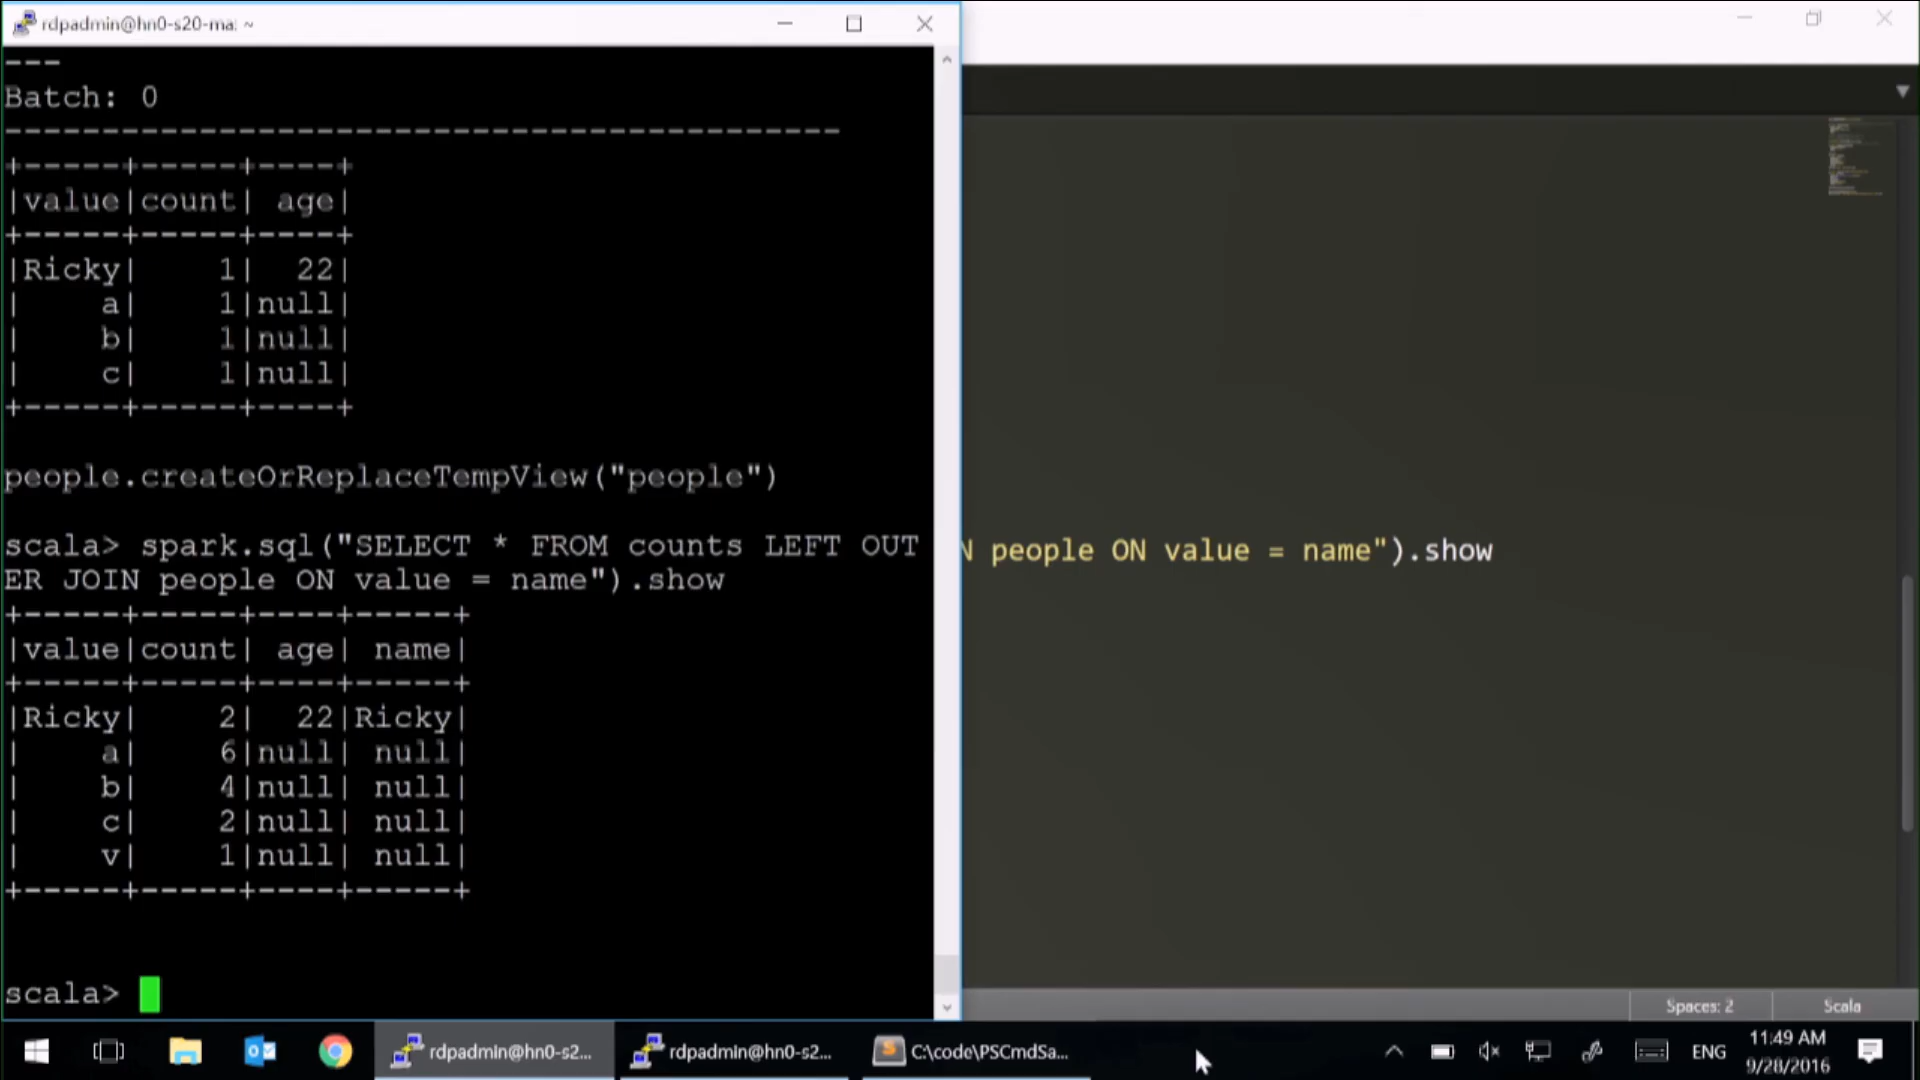 rdpadmin@hn0-s20-ma: ~
---
Batch: 0
-------------------------------------------
+-----+-----+----+
|value|count| age|
+-----+-----+----+
|Ricky|    1|  22|
|    a|    1|null|
|    b|    1|null|
|    c|    1|null|
+-----+-----+----+
people.createOrReplaceTempView("people")
scala> spark.sql("SELECT * FROM counts LEFT OUT
ER JOIN people ON value = name").show
N people ON value = name").show
+-----+-----+----+-----+
|value|count| age| name|
+-----+-----+----+-----+
|Ricky|    2|  22|Ricky|
|    a|    6|null| null|
|    b|    4|null| null|
|    c|    2|null| null|
|    v|    1|null| null|
+-----+-----+----+-----+
scala>
Spaces: 2 Scala
rdpadmin@hn0-s2... rdpadmin@hn0-s2... C:\code\PSCmdSa... ENG 11:49 AM
9/28/2016